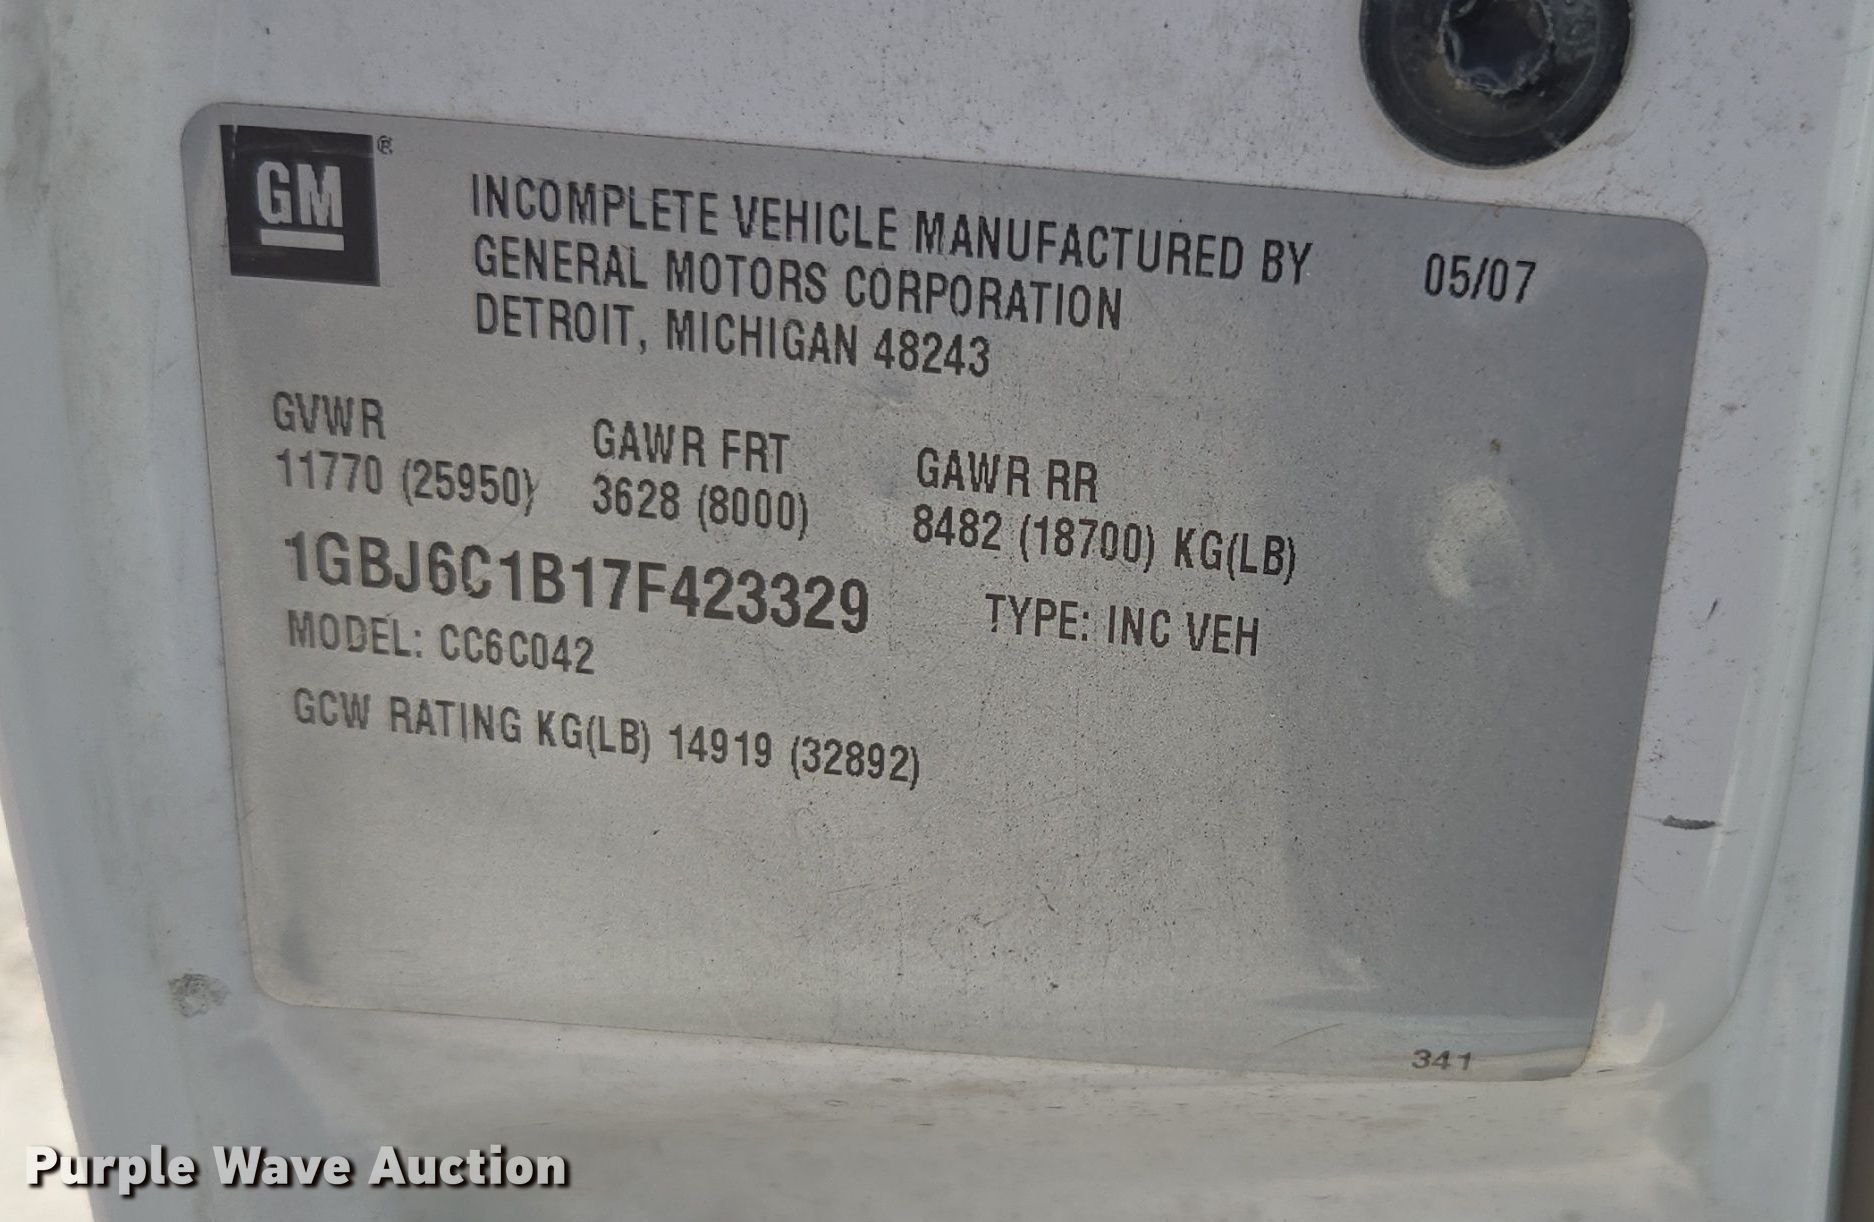 GM ®
INCOMPLETE VEHICLE MANUFACTURED BY 05/07
GENERAL MOTORS CORPORATION
DETROIT, MICHIGAN 48243
GVWR GAWR FRT GAWR RR
11770 (25950) 3628 (8000) 8482 (18700) KG(LB)
1GBJ6C1B17F423329 TYPE: INC VEH
MODEL: CC6C042
GCW RATING KG(LB) 14919 (32892)
341
Purple Wave Auction